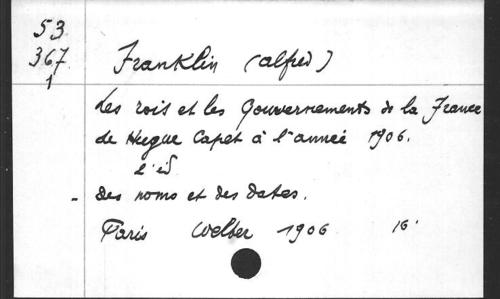 53
367
1
Franklin (alfred)
Les rois et les Gouvernements de la France
de Hugue Capet à l'année 1906.
2.éd.
- Des noms et des dates.
Paris Welter 1906 16.